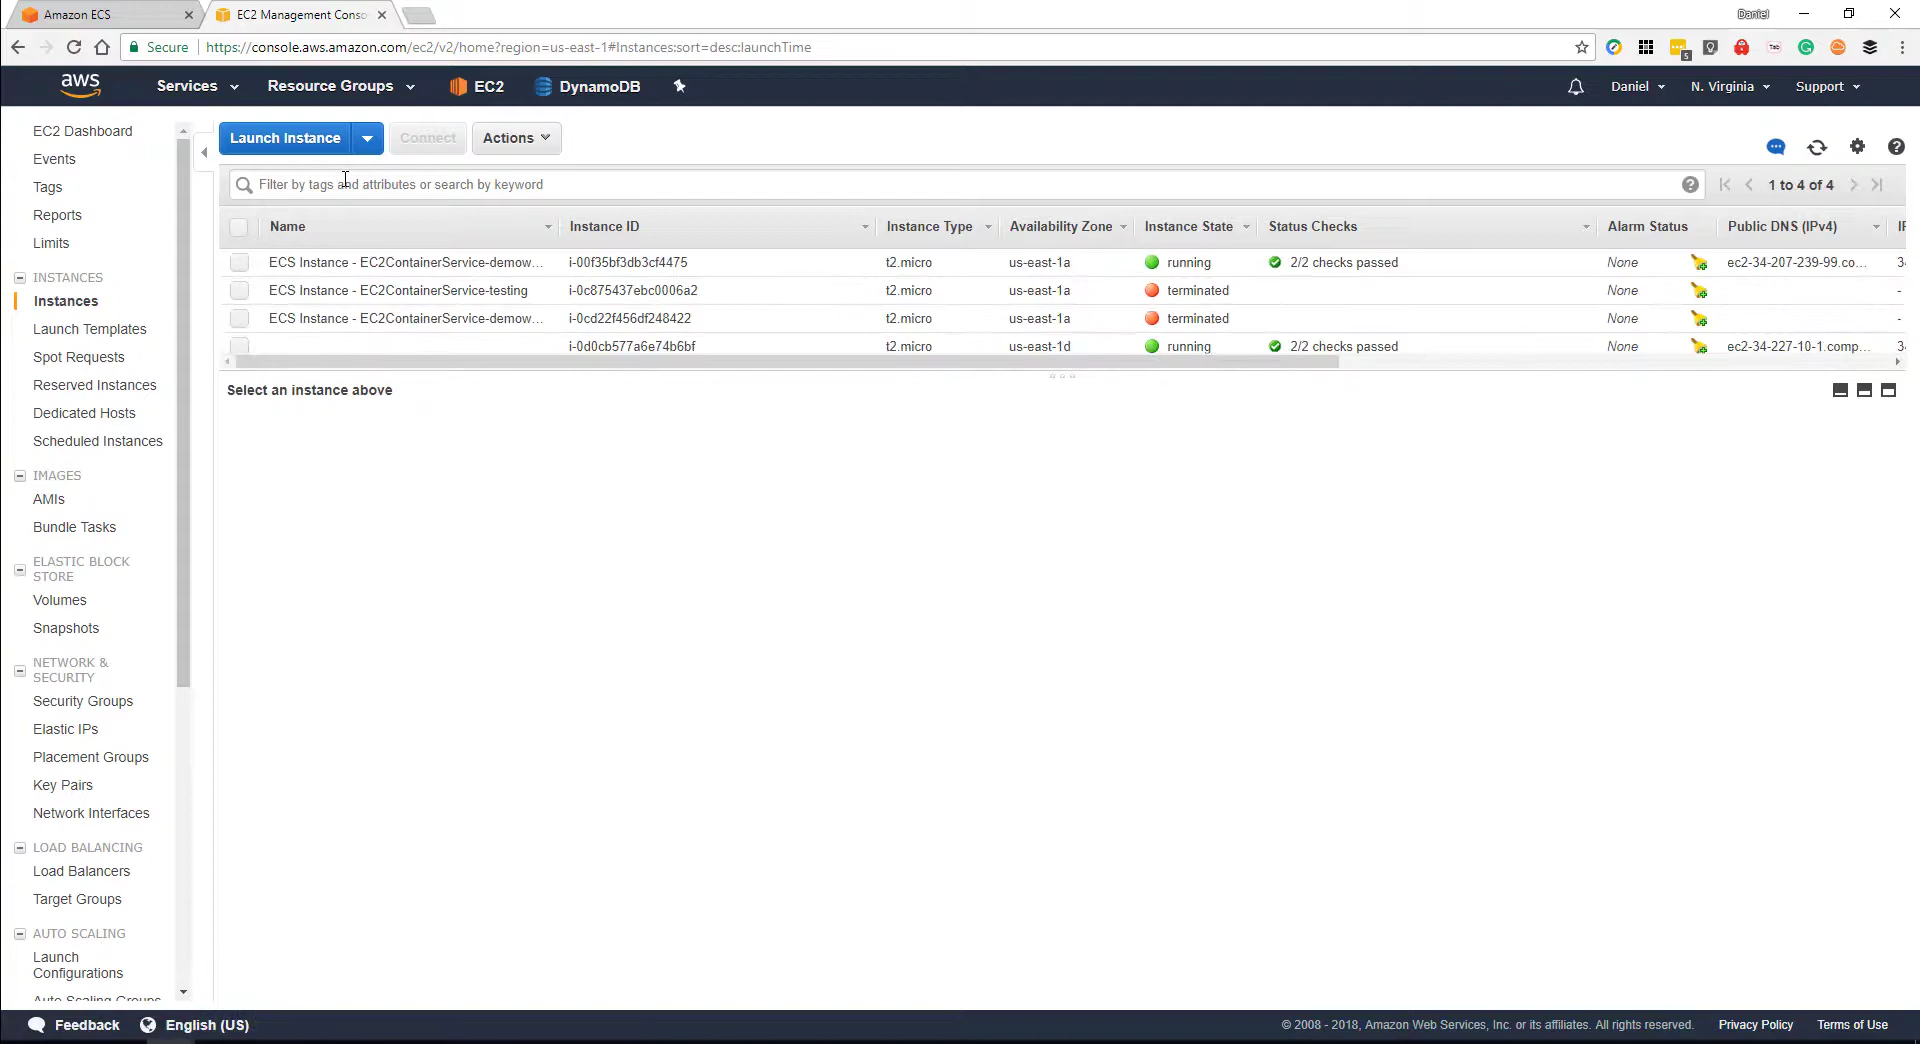 Amazon ECS
EC2 Management Conso
Daniel
Secure
https://console.aws.amazon.com/ec2/v2/home?region=us-east-1#Instances:sort=desc:launchTime
5
Tab
aws
Services
Resource Groups
EC2
DynamoDB
Daniel
N. Virginia
Support
EC2 Dashboard
Events
Tags
Reports
Limits
INSTANCES
Instances
Launch Templates
Spot Requests
Reserved Instances
Dedicated Hosts
Scheduled Instances
IMAGES
AMIs
Bundle Tasks
ELASTIC BLOCK
STORE
Volumes
Snapshots
NETWORK &
SECURITY
Security Groups
Elastic IPs
Placement Groups
Key Pairs
Network Interfaces
LOAD BALANCING
Load Balancers
Target Groups
AUTO SCALING
Launch
Configurations
Auto Scaling Groups
Launch Instance
Connect
Actions
Filter by tags and attributes or search by keyword
1 to 4 of 4
Name Instance ID Instance Type Availability Zone Instance State Status Checks Alarm Status Public DNS (IPv4) IP
ECS Instance - EC2ContainerService-demow... i-00f35bf3db3cf4475 t2.micro us-east-1a running 2/2 checks passed None ec2-34-207-239-99.co... 34
ECS Instance - EC2ContainerService-testing i-0c875437ebc0006a2 t2.micro us-east-1a terminated None -
ECS Instance - EC2ContainerService-demow... i-0cd22f456df248422 t2.micro us-east-1a terminated None -
i-0d0cb577a6e74b6bf t2.micro us-east-1d running 2/2 checks passed None ec2-34-227-10-1.comp... 34
Select an instance above
Feedback
English (US)
© 2008 - 2018, Amazon Web Services, Inc. or its affiliates. All rights reserved.
Privacy Policy
Terms of Use